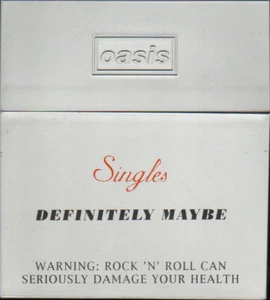 oasis
Singles
DEFINITELY MAYBE
WARNING: ROCK 'N' ROLL CAN
SERIOUSLY DAMAGE YOUR HEALTH